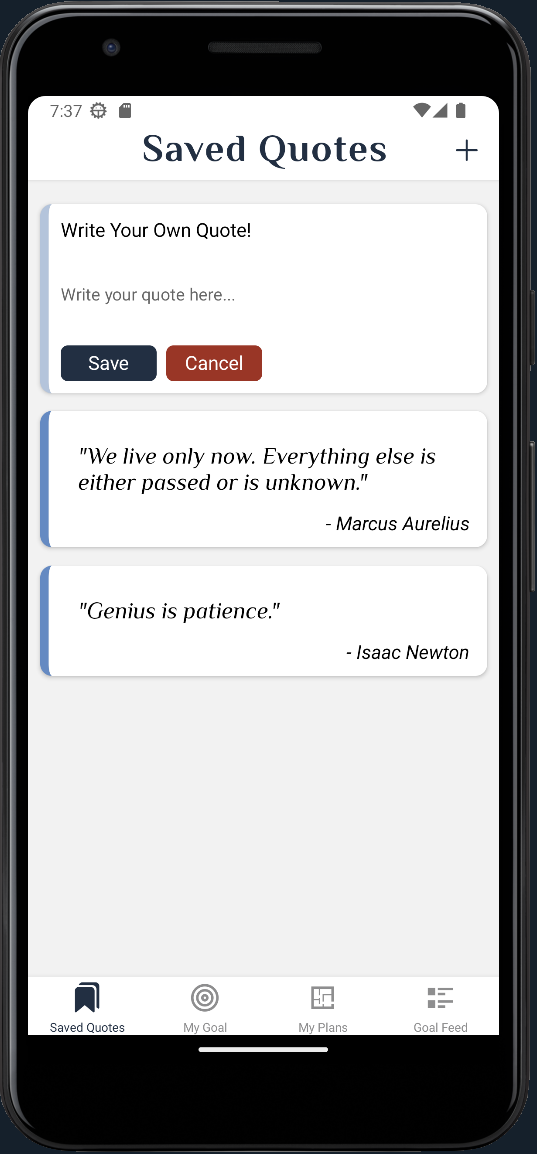 7:37
Saved Quotes
Write Your Own Quote!
Write your quote here...
Save Cancel
"We live only now. Everything else is
either passed or is unknown."
- Marcus Aurelius
"Genius is patience."
- Isaac Newton
Saved Quotes My Goal My Plans Goal Feed